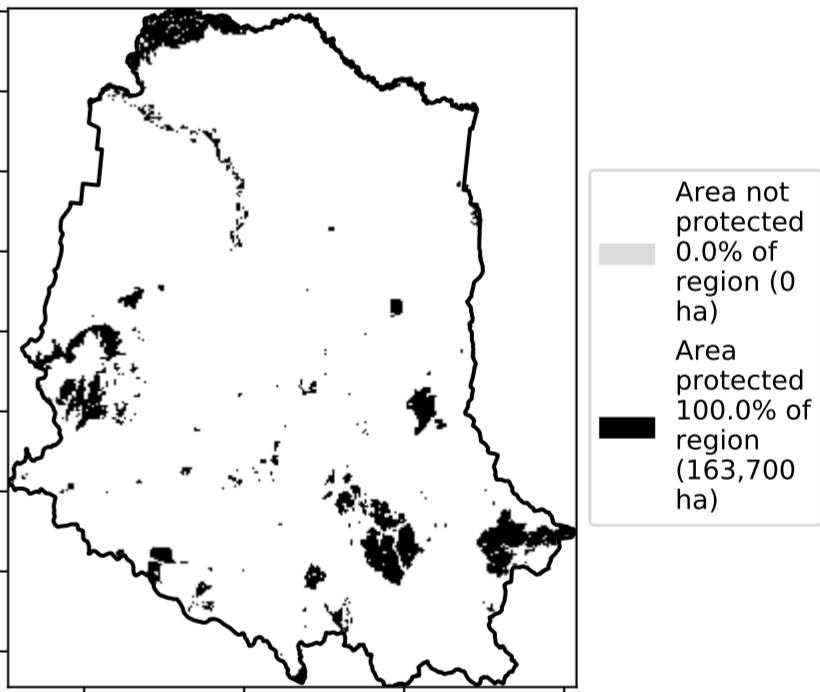 Area not
protected
0.0% of
region (0
ha)
Area
protected
100.0% of
region
(163,700
ha)